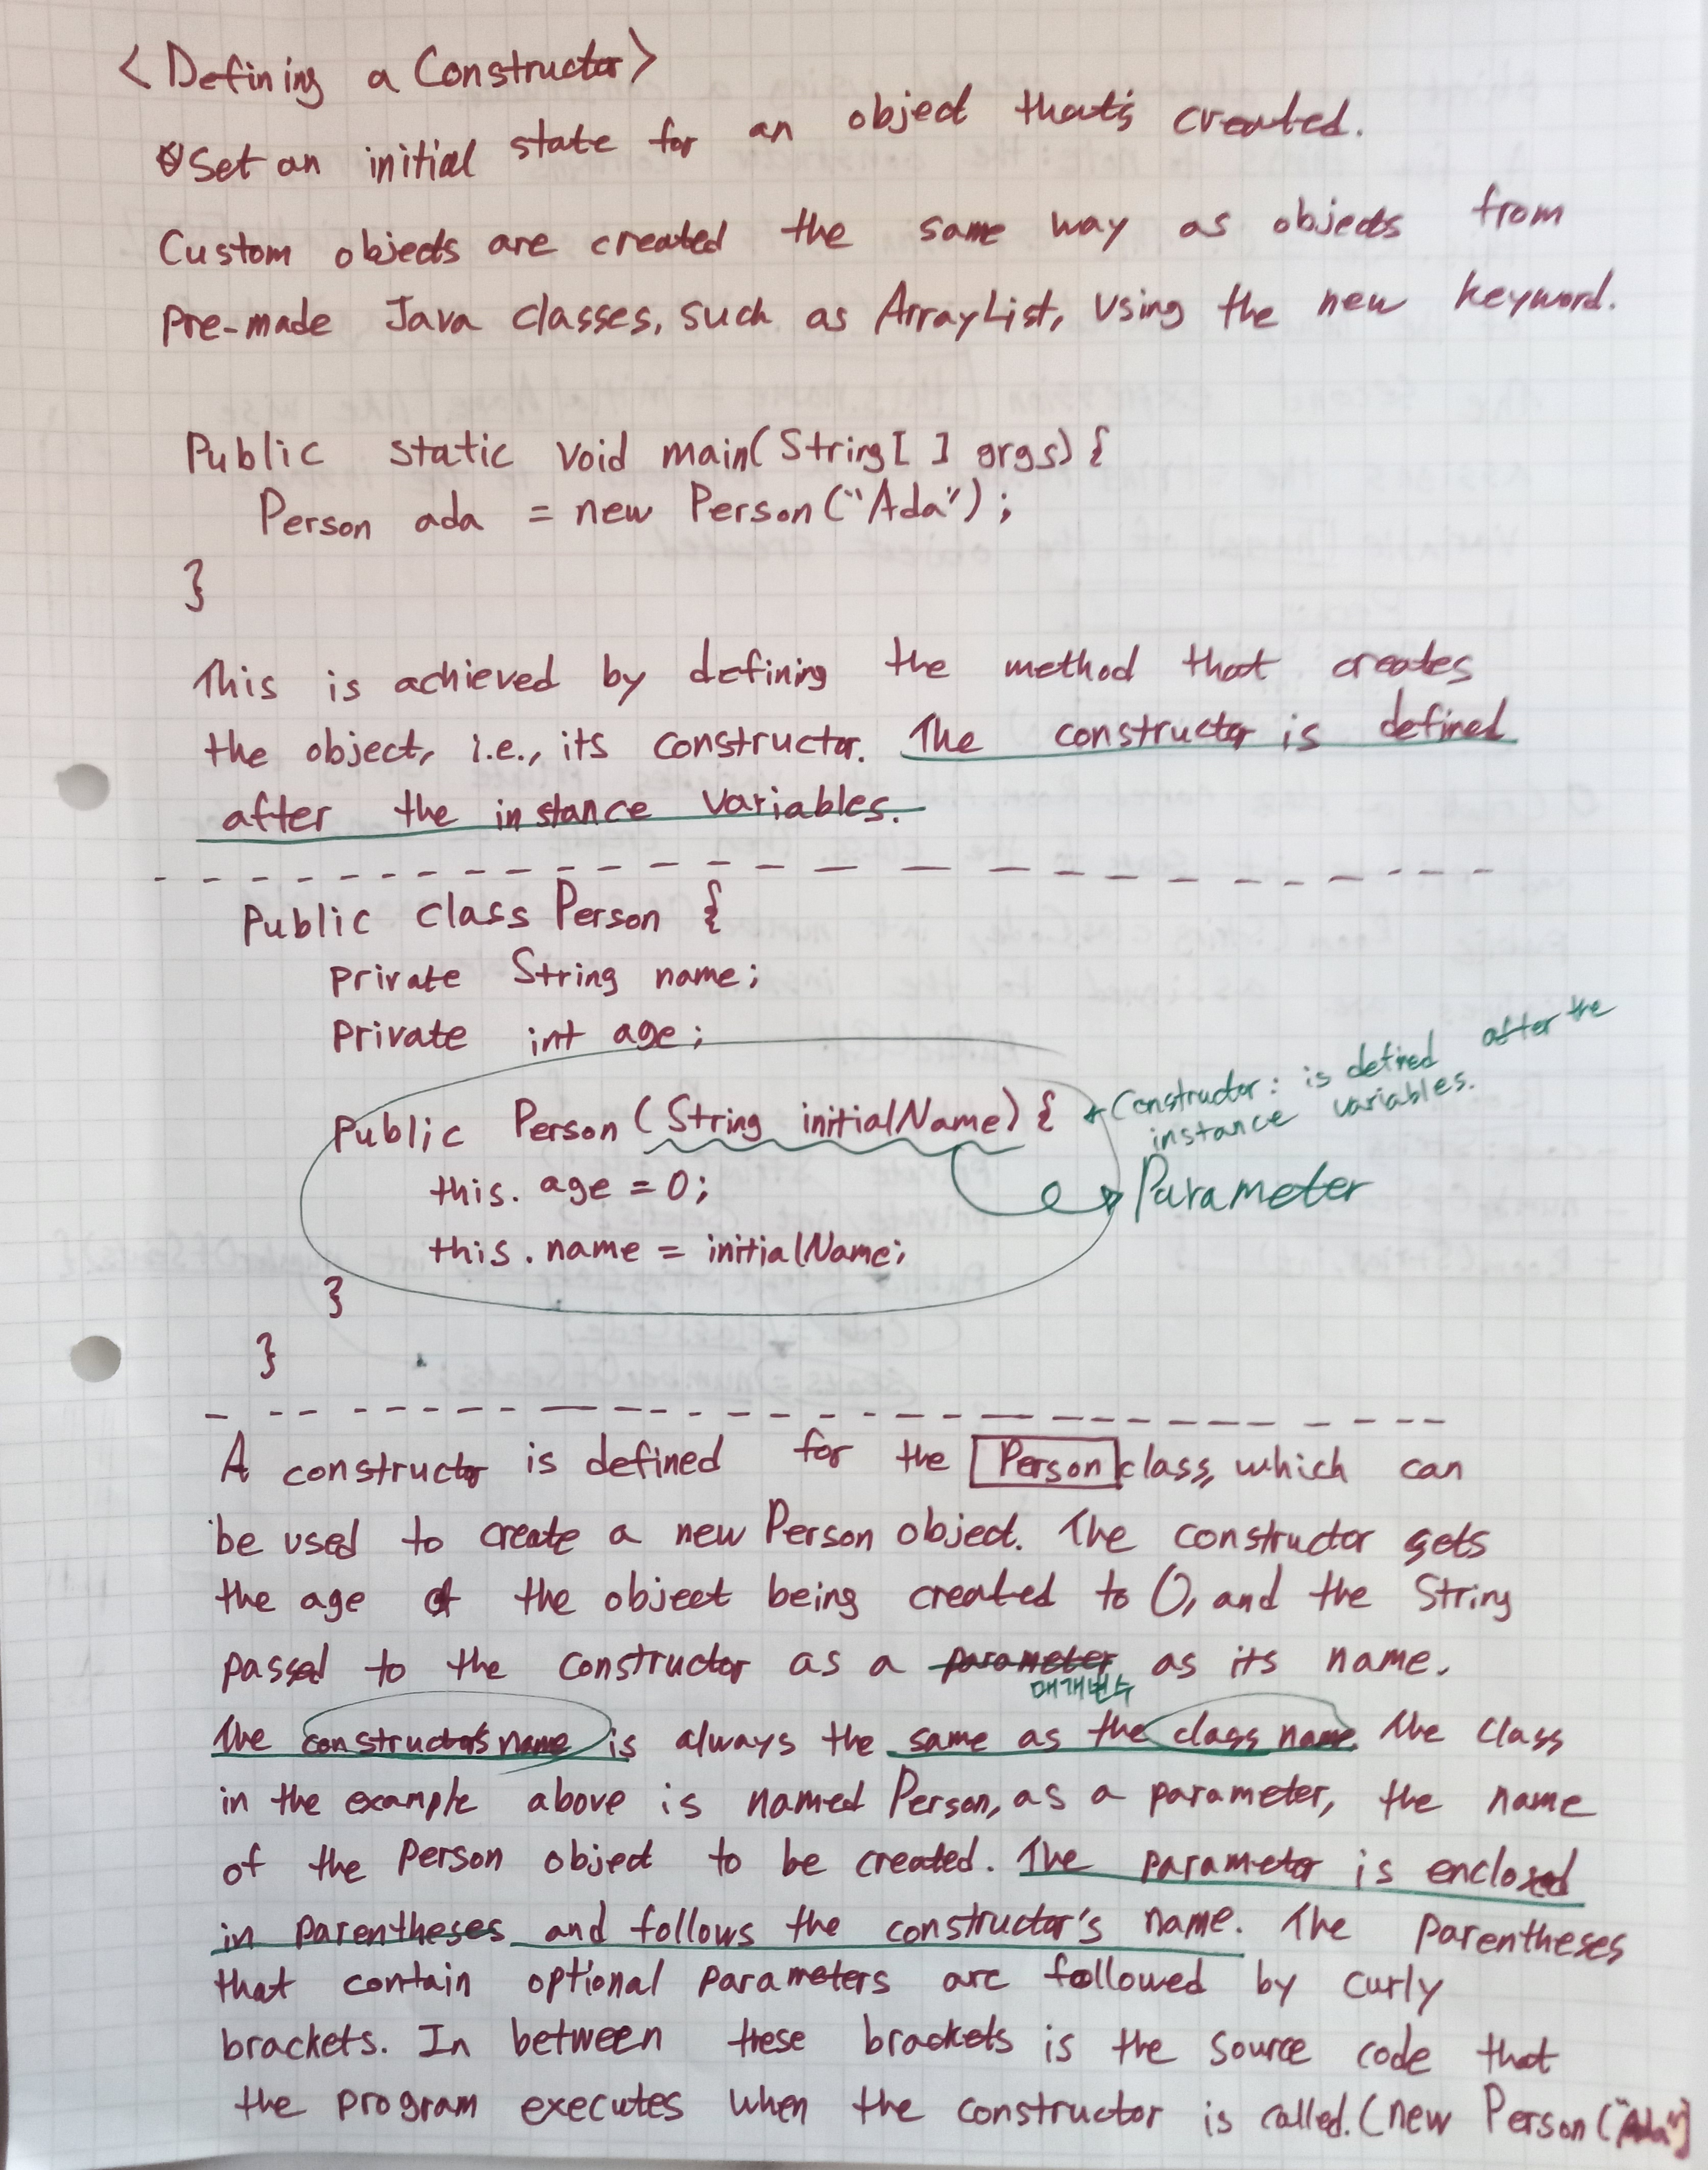 <Defining a Constructor>
Set an initial state for an object that's created.
Custom objects are created the same way as objects from
pre-made Java classes, such as ArrayList, using the new keyword.
Public static void main(String[ ] args) {
Person ada = new Person("Ada");
}
This is achieved by defining the method that creates
the object, i.e., its constructor. The constructor is defined
after the instance variables.
Public class Person {
private String name;
private int age;
Public Person (String initialName) {
Constructor: is defined after the
instance variables.
this. age = 0;
Parameter
this. name = initialName;
}
}
A constructor is defined for the Person class, which can
be used to create a new Person object. The constructor sets
the age of the object being created to 0, and the String
passed to the constructor as a parameter as its name.
매개변수
The constructor's name is always the same as the class name. The class
in the example above is named Person, as a parameter, the name
of the Person object to be created. The parameter is enclosed
in parentheses and follows the constructor's name. The parentheses
that contain optional parameters are followed by curly
brackets. In between these brackets is the source code that
the program executes when the constructor is called. (new Person ("Ada")